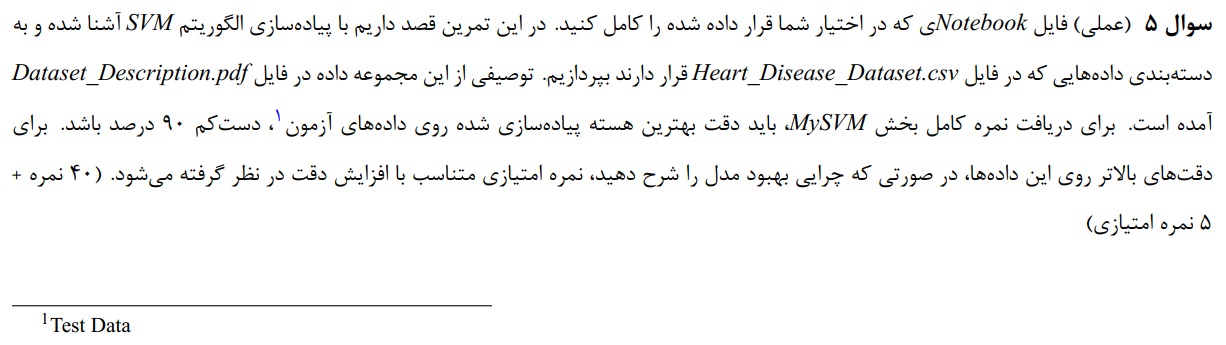 سوال ۵ (عملی) فایل Notebookی که در اختیار شما قرار داده شده را کامل کنید. در این تمرین قصد داریم با پیاده‌سازی الگوریتم SVM آشنا شده و به
دسته‌بندی داده‌هایی که در فایل Heart_Disease_Dataset.csv قرار دارند بپردازیم. توصیفی از این مجموعه داده در فایل Dataset_Description.pdf
آمده است. برای دریافت نمره کامل بخش MySVM، باید دقت بهترین هسته پیاده‌سازی شده روی داده‌های آزمون۱، دست‌کم ۹۰ درصد باشد. برای
دقت‌های بالاتر روی این داده‌ها، در صورتی که چرایی بهبود مدل را شرح دهید، نمره امتیازی متناسب با افزایش دقت در نظر گرفته می‌شود. (۴۰ نمره +
۵ نمره امتیازی)
1 Test Data